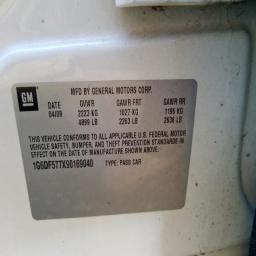 GM
MFD BY GENERAL MOTORS CORP.
DATE GVWR GAWR FRT GAWR RR
04/09 2223 KG 1027 KG 1196 KG
4899 LB 2263 LB 2636 LB
THIS VEHICLE CONFORMS TO ALL APPLICABLE U.S. FEDERAL MOTOR
VEHICLE SAFETY, BUMPER, AND THEFT PREVENTION STANDARDS IN
EFFECT ON THE DATE OF MANUFACTURE SHOWN ABOVE.
1G6DF577X90169040
TYPE: PASS CAR